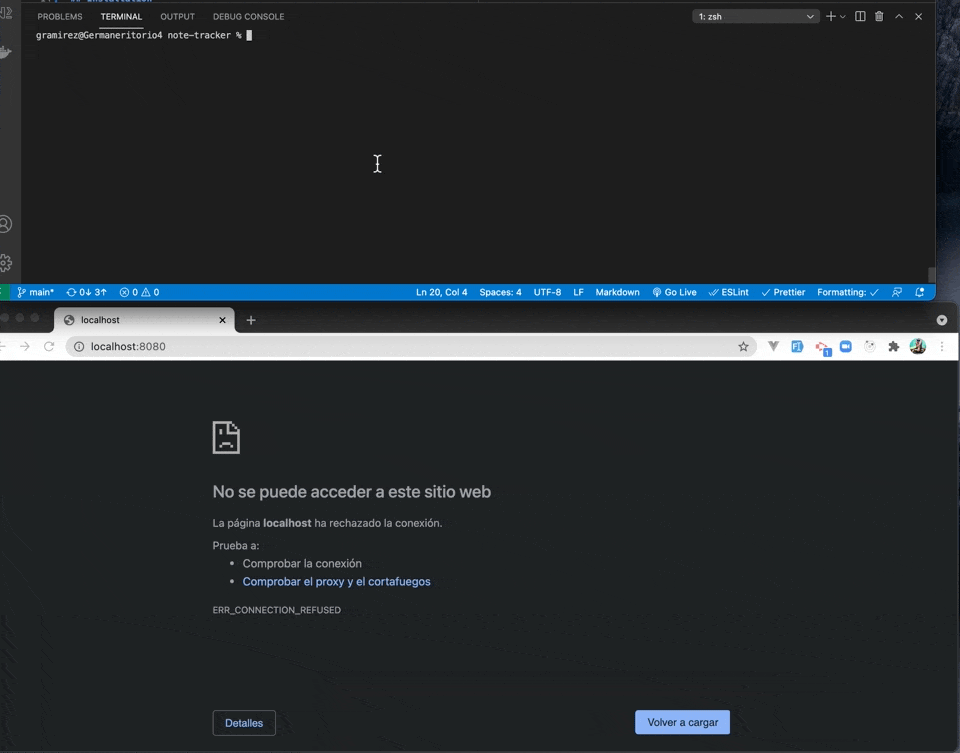 PROBLEMS TERMINAL OUTPUT DEBUG CONSOLE 1: zsh
gramirez@Germaneritorio4 note-tracker %
main* 0↓ 3↑ 0 0 Ln 20, Col 4 Spaces: 4 UTF-8 LF Markdown Go Live ESLint Prettier Formatting: ✓
localhost
localhost:8080
1
No se puede acceder a este sitio web
La página localhost ha rechazado la conexión.
Prueba a:
• Comprobar la conexión
• Comprobar el proxy y el cortafuegos
ERR_CONNECTION_REFUSED
Detalles Volver a cargar